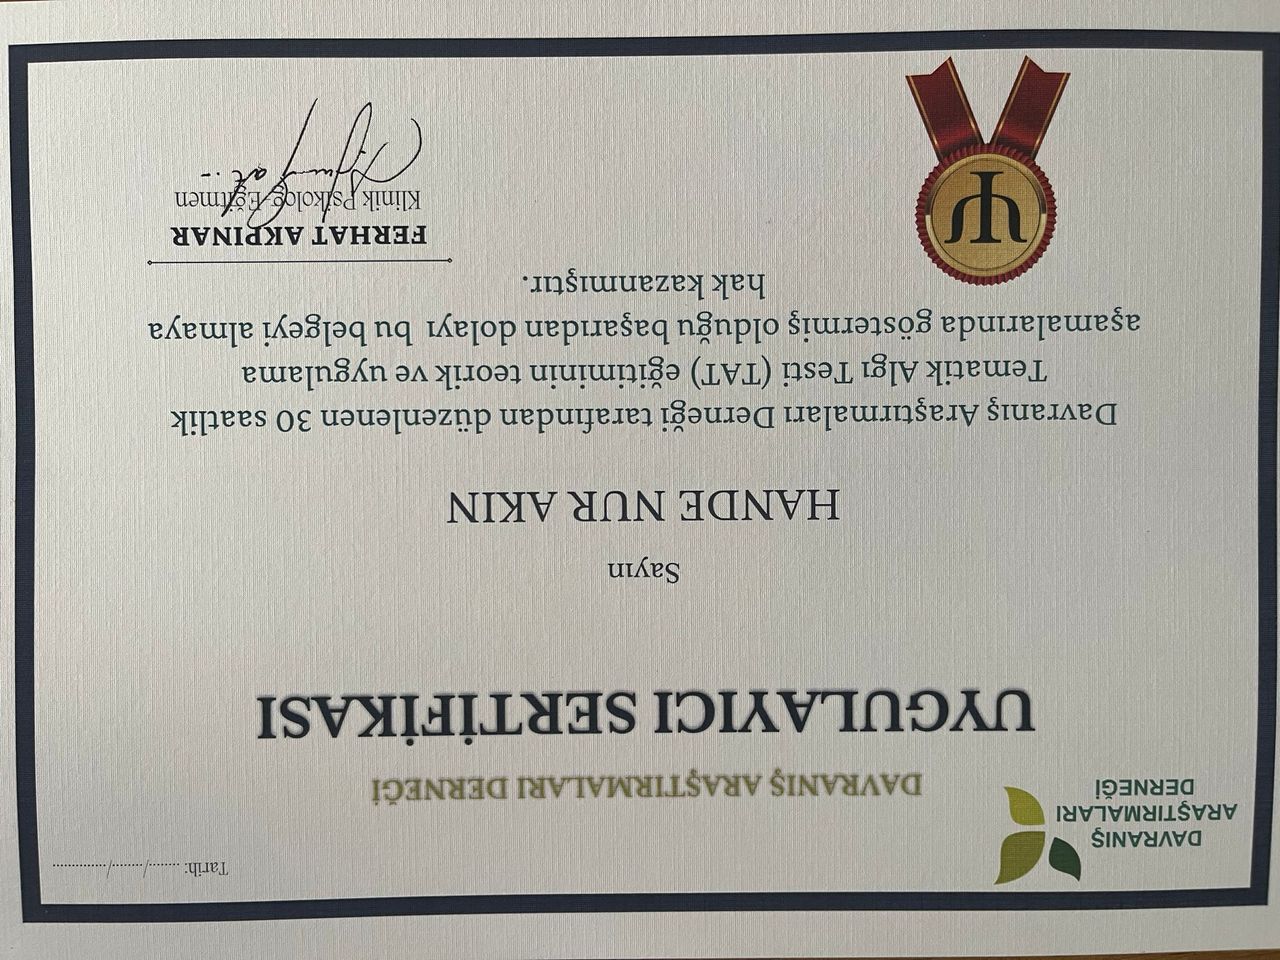 DAVRANIŞ
ARAŞTIRMALARI
DERNEĞİ
Tarih: ......../......../..............
DAVRANIŞ ARAŞTIRMALARI DERNEĞİ
UYGULAYICI SERTİFİKASI
Sayın
HANDE NUR AKIN
Davranış Araştırmaları Derneği tarafından düzenlenen 30 saatlik
Tematik Algı Testi (TAT) eğitiminin teorik ve uygulama
aşamalarında göstermiş olduğu başarıdan dolayı bu belgeyi almaya
hak kazanmıştır.
FERHAT AKPINAR
Klinik Psikolog-Eğitmen